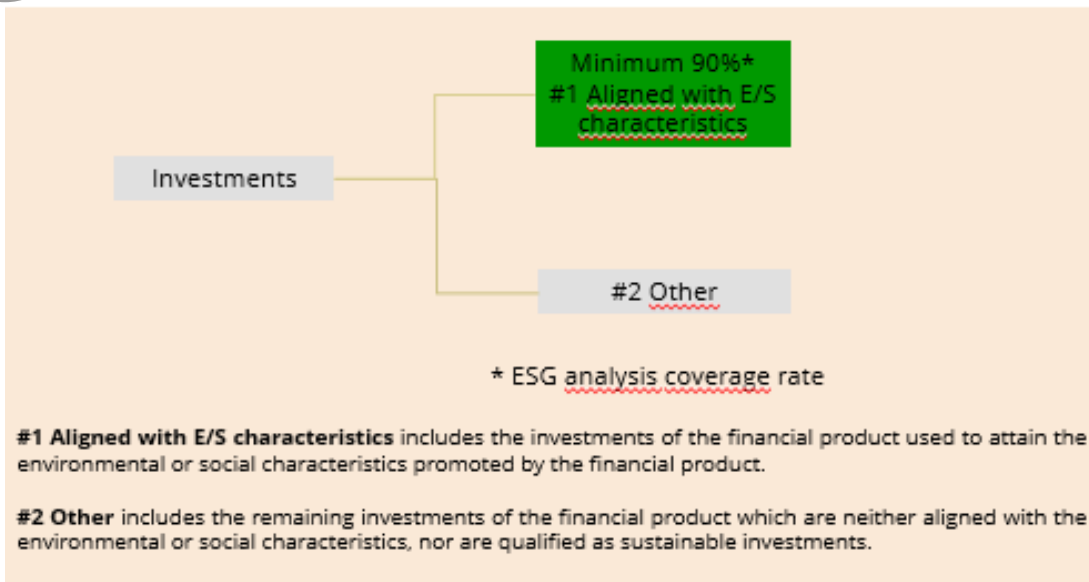 Minimum 90%*
#1 Aligned with E/S
characteristics
Investments
#2 Other
* ESG analysis coverage rate
#1 Aligned with E/S characteristics includes the investments of the financial product used to attain the
environmental or social characteristics promoted by the financial product.
#2 Other includes the remaining investments of the financial product which are neither aligned with the
environmental or social characteristics, nor are qualified as sustainable investments.